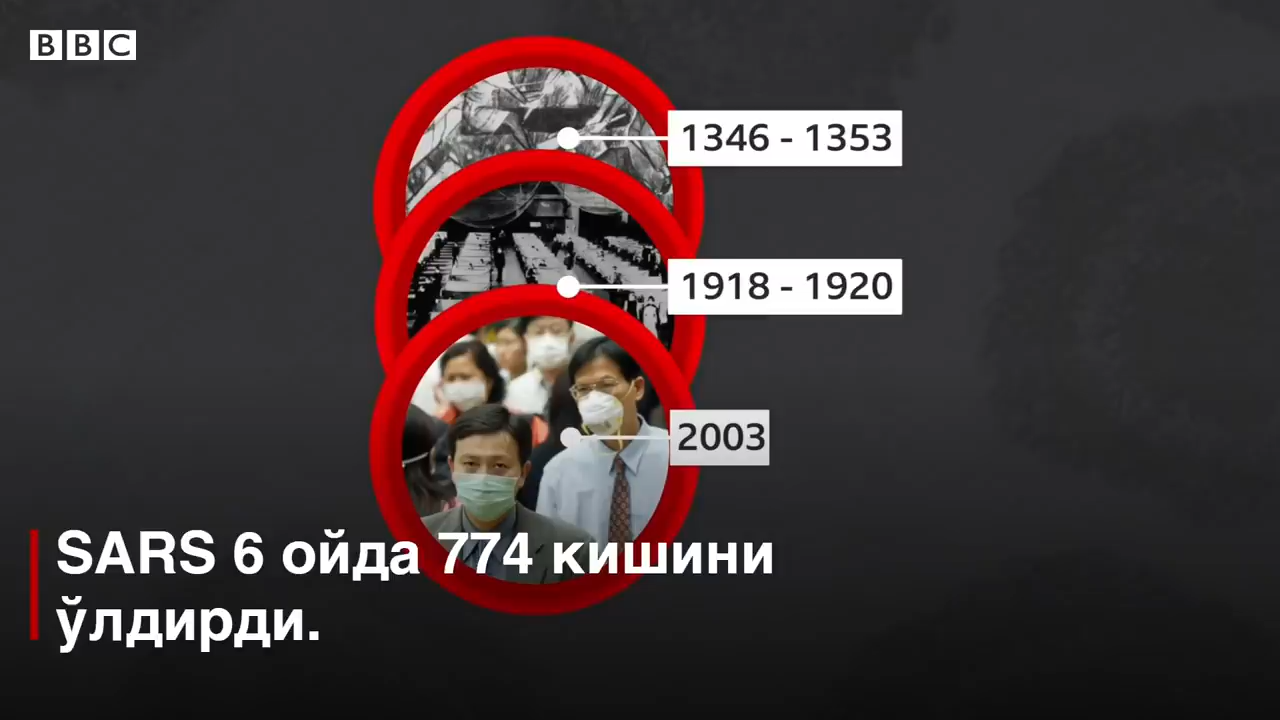 BBC
1346 - 1353
1918 - 1920
2003
SARS 6 ойда 774 кишини
ўлдирди.